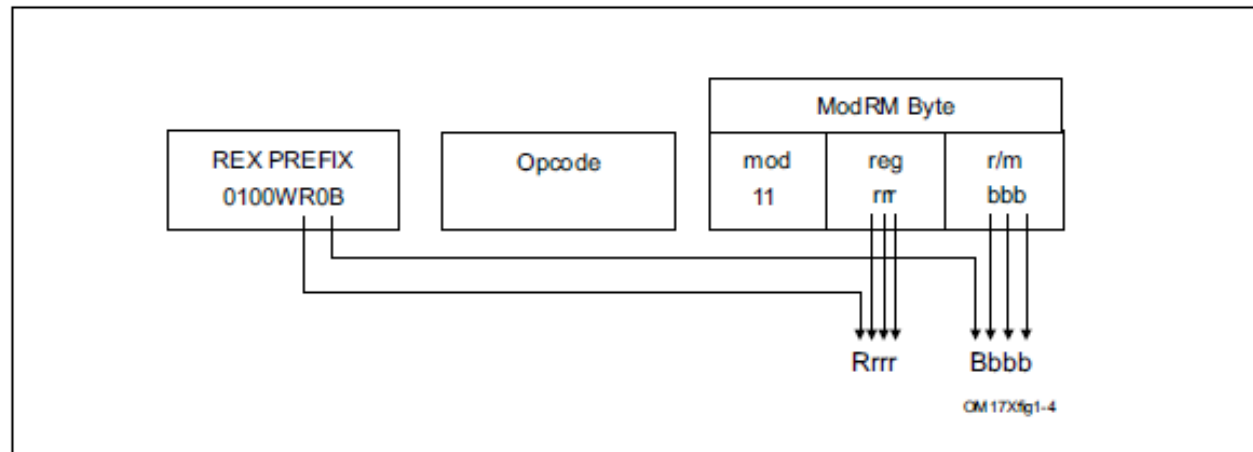 ModRM Byte
REX PREFIX
0100WR0B
Opcode
mod
11
reg
rrr
r/m
bbb
Rrrr
Bbbb
OM17Xfig1-4